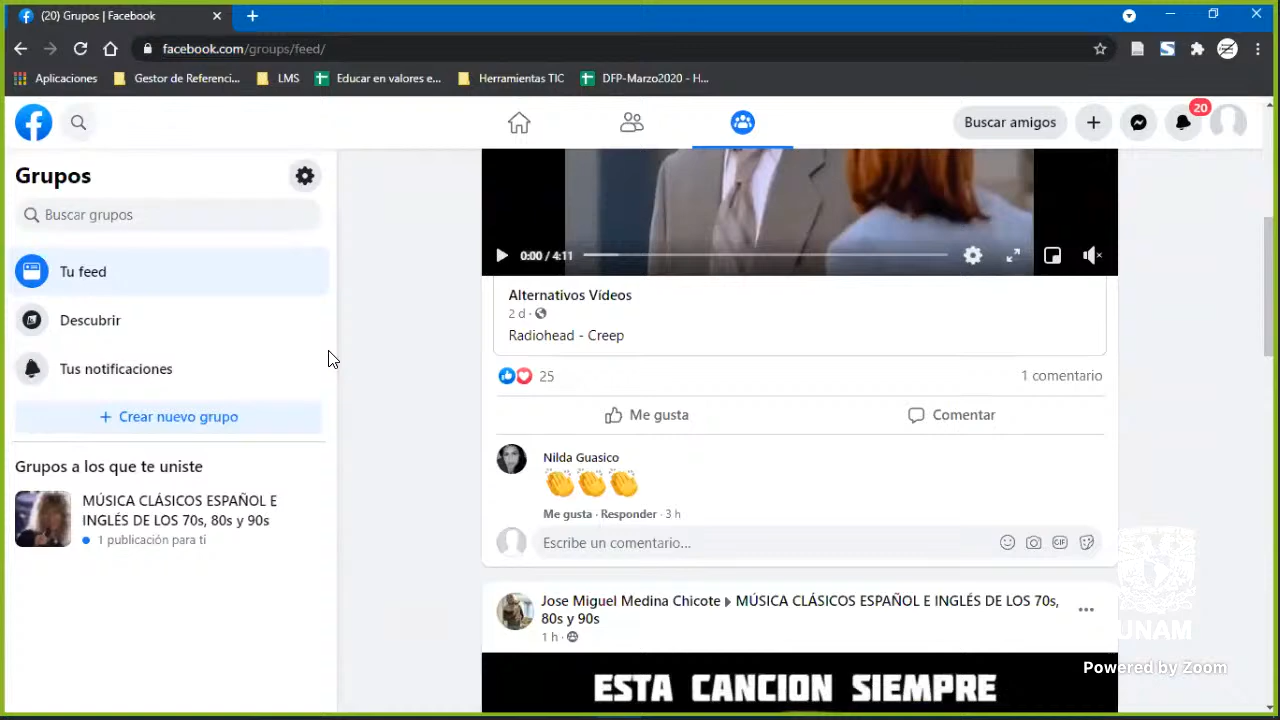 (20) Grupos | Facebook
facebook.com/groups/feed/
Aplicaciones
Gestor de Referenci...
LMS
Educar en valores e...
Herramientas TIC
DFP-Marzo2020 - H...
Buscar amigos
20
Grupos
Buscar grupos
Tu feed
Descubrir
Tus notificaciones
+ Crear nuevo grupo
Grupos a los que te uniste
MÚSICA CLÁSICOS ESPAÑOL E
INGLÉS DE LOS 70s, 80s y 90s
1 publicación para ti
0:00 / 4:11
Alternativos Vídeos
2 d ·
Radiohead - Creep
25
1 comentario
Me gusta
Comentar
Nilda Guasico
Me gusta · Responder · 3 h
Escribe un comentario...
GIF
Jose Miguel Medina Chicote MÚSICA CLÁSICOS ESPAÑOL E INGLÉS DE LOS 70s,
80s y 90s
1 h ·
ESTA CANCION SIEMPRE
UNAM
Powered by Zoom